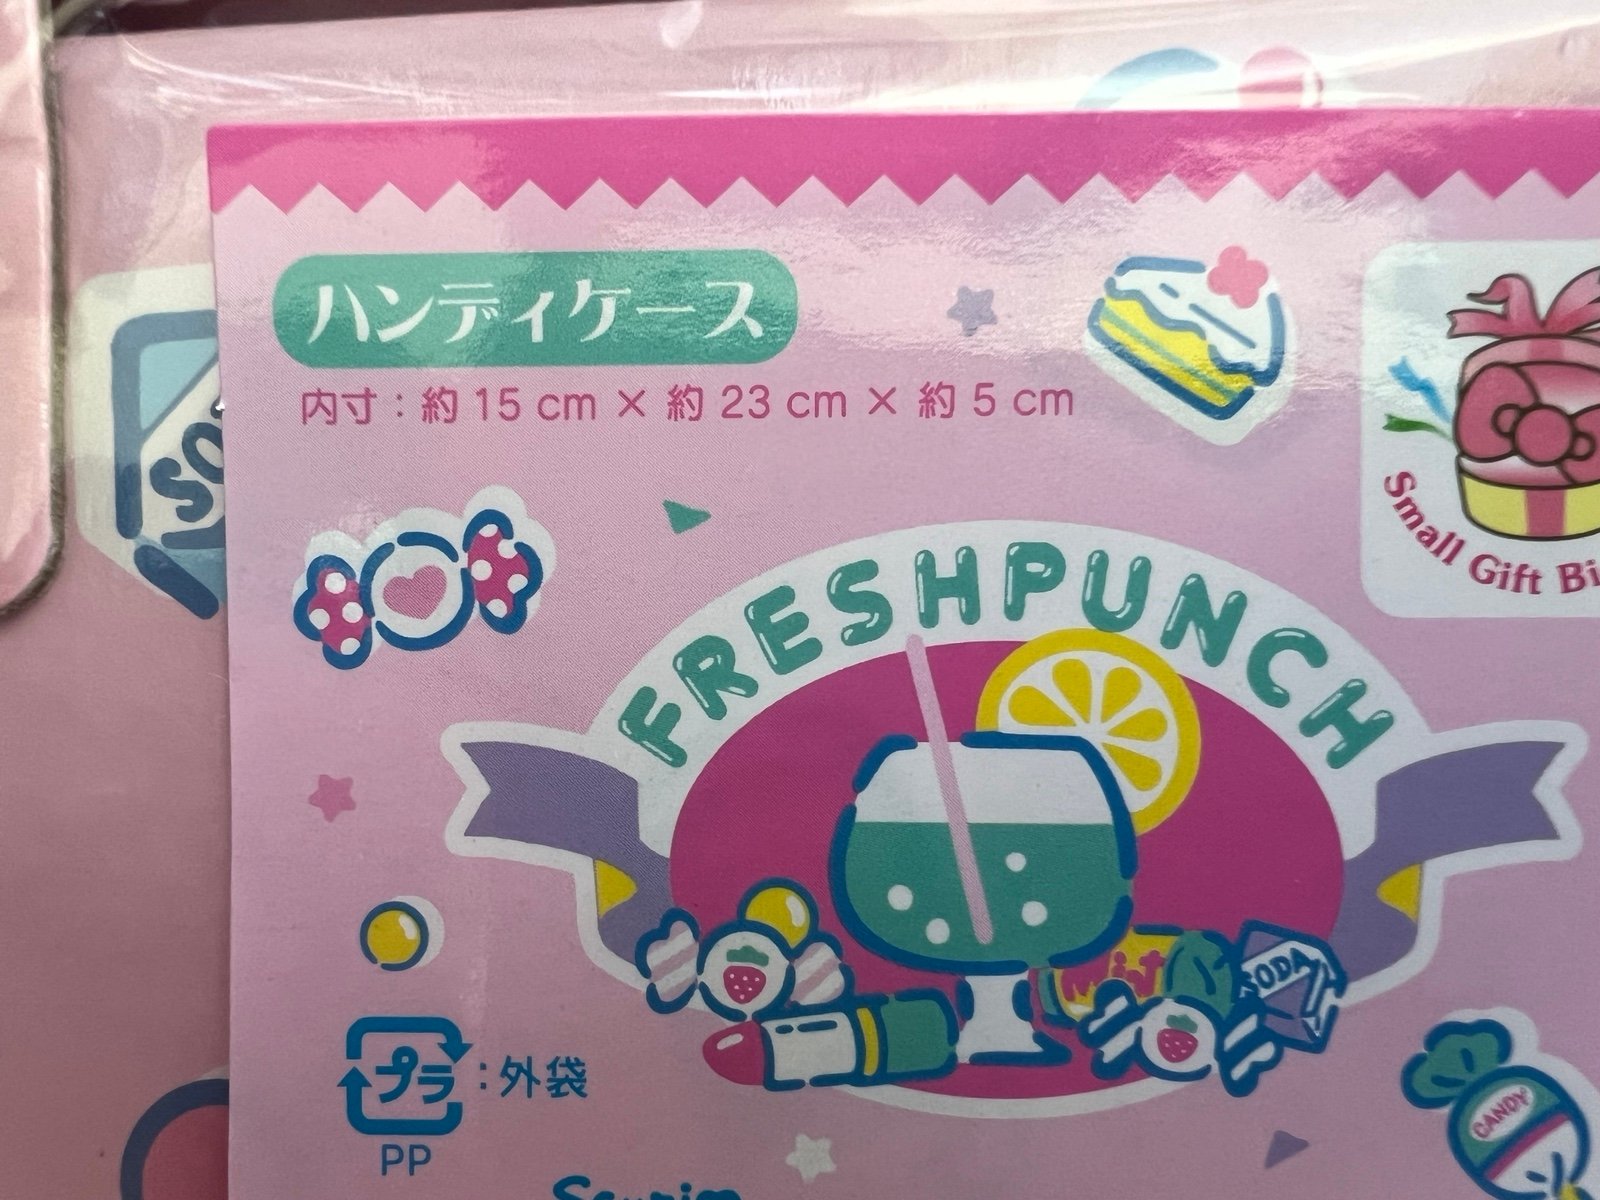 ハンディケース
内寸：約 15 cm × 約 23 cm × 約 5 cm
Small Gift
FRESHPUNCH
Mint
SODA
CANDY
プラ：外袋
PP